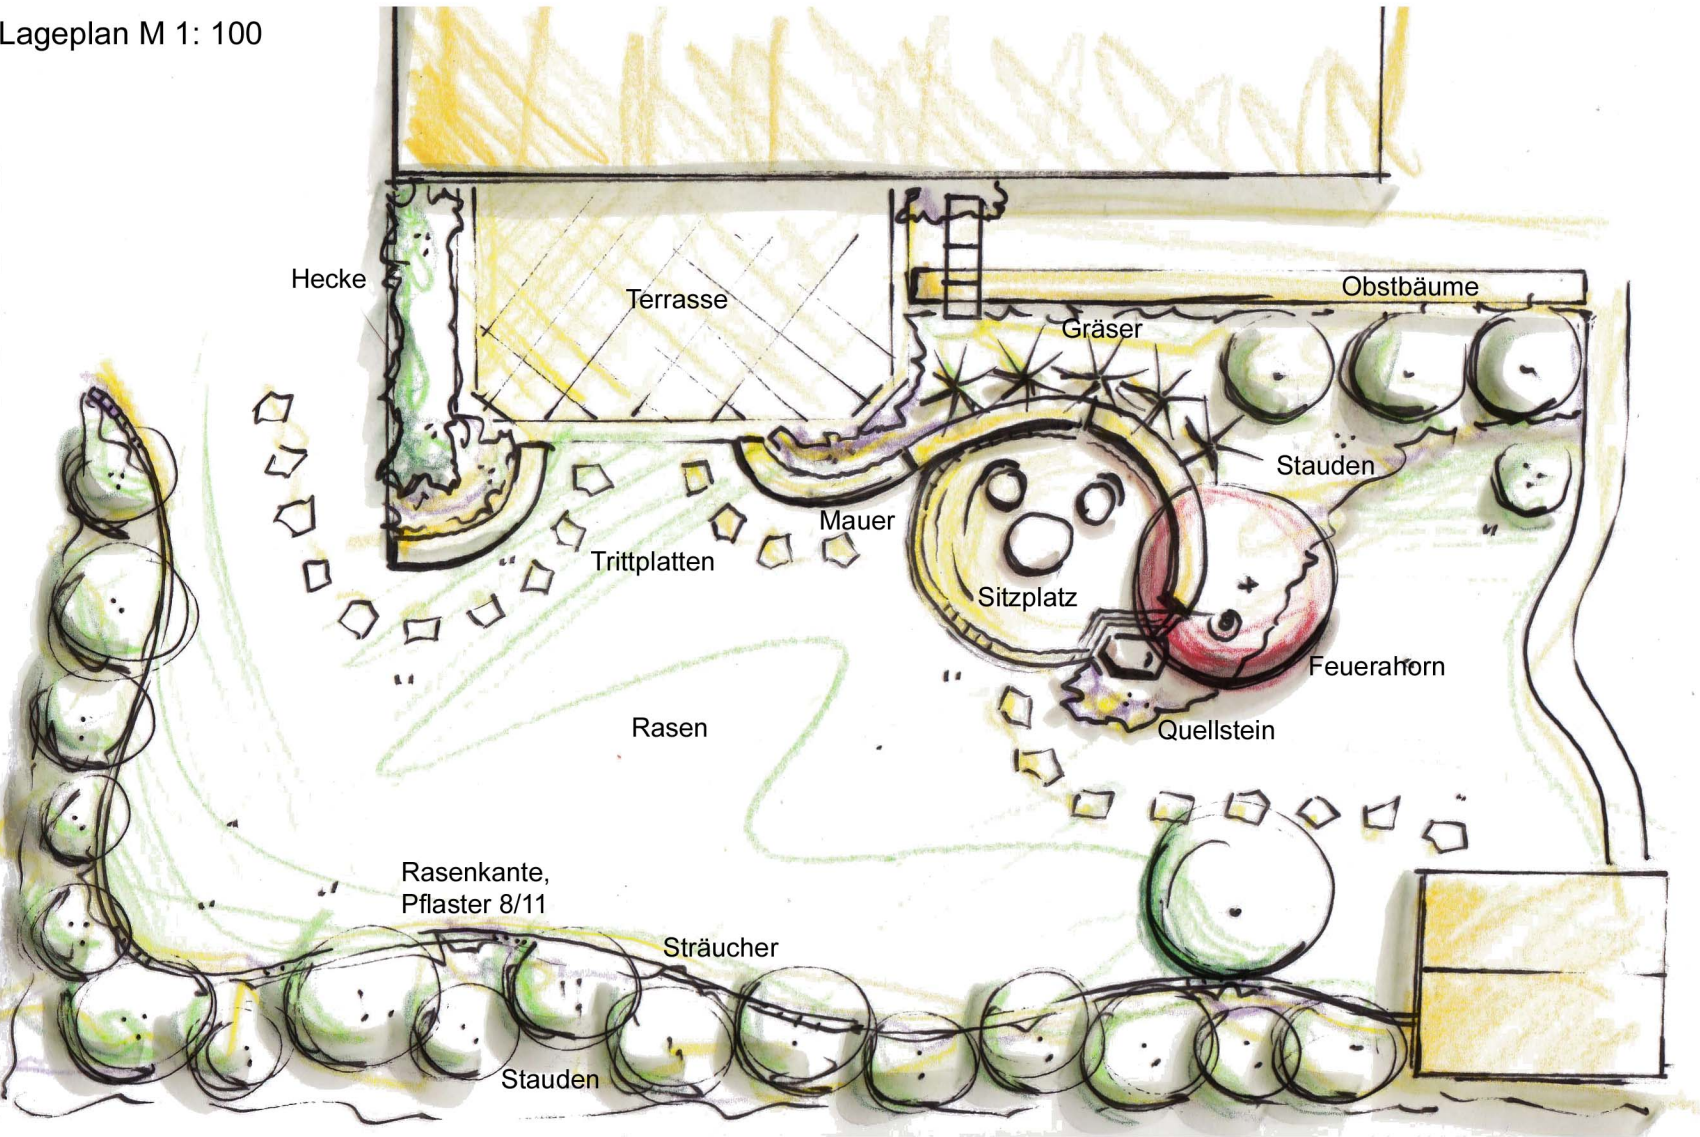 Lageplan M 1: 100
Hecke
Terrasse
Obstbäume
Gräser
Stauden
Mauer
Trittplatten
Sitzplatz
Feuerahorn
Rasen
Quellstein
Rasenkante,
Pflaster 8/11
Sträucher
Stauden